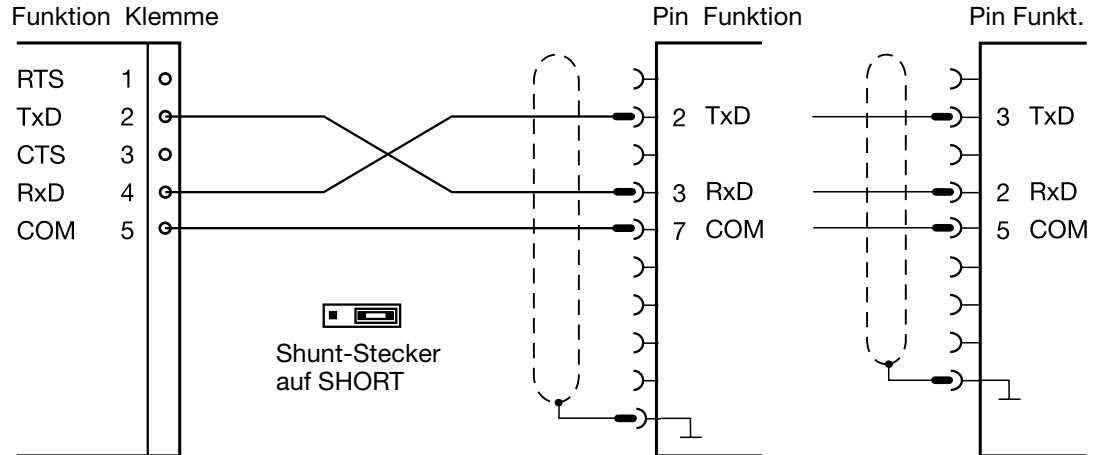 Funktion Klemme Pin Funktion Pin Funkt.
RTS 1
TxD 2 2 TxD 3 TxD
CTS 3
RxD 4 3 RxD 2 RxD
COM 5 7 COM 5 COM
Shunt-Stecker
auf SHORT